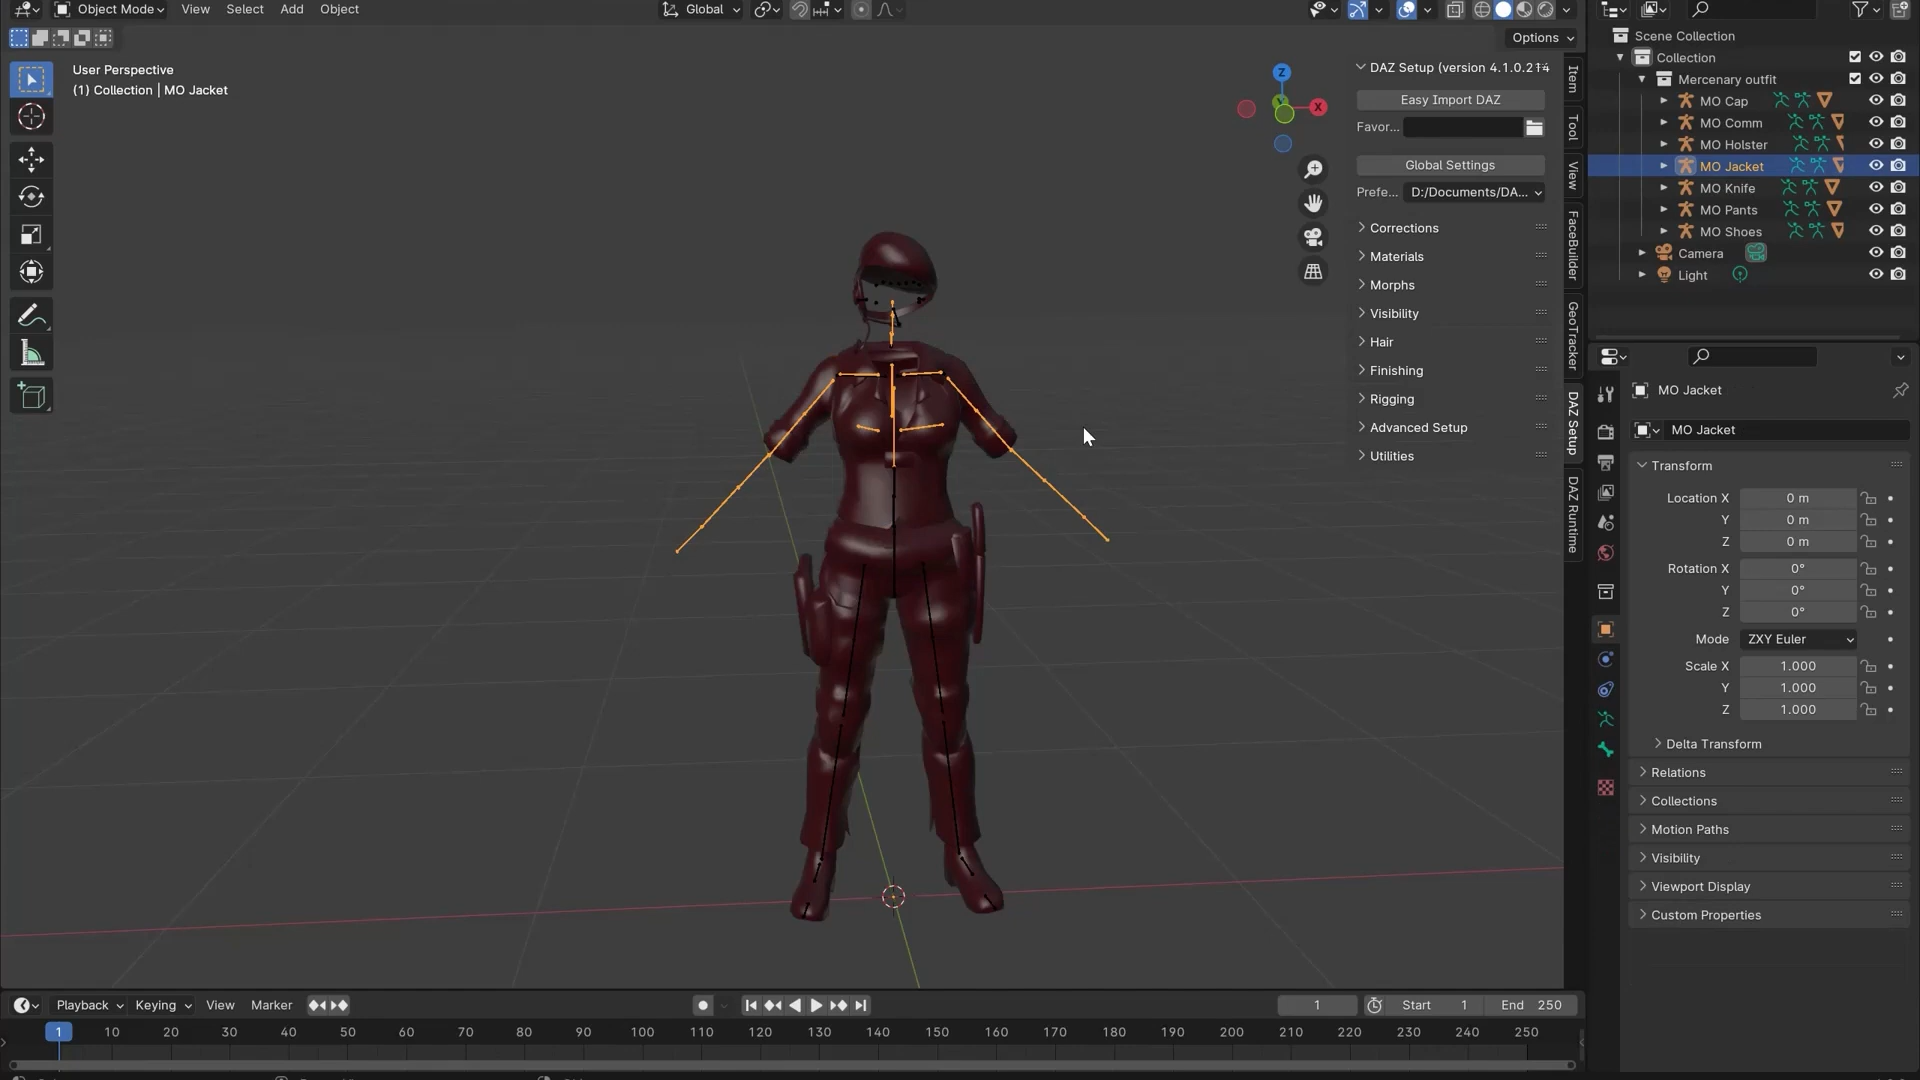 Object Mode
View
Select
Add
Object
Global
Options
User Perspective
(1) Collection | MO Jacket
Z
X
DAZ Setup (version 4.1.0.214
Easy Import DAZ
Favor...
Global Settings
Prefe...
D:/Documents/DA...
Corrections
Materials
Morphs
Visibility
Hair
Finishing
Rigging
Advanced Setup
Utilities
Item
Tool
View
FaceBuilder
GeoTracker
DAZ Setup
DAZ Runtime
Scene Collection
Collection
Mercenary outfit
MO Cap
MO Comm
MO Holster
MO Jacket
MO Knife
MO Pants
MO Shoes
Camera
Light
MO Jacket
MO Jacket
Transform
Location X 0 m
Y 0 m
Z 0 m
Rotation X 0°
Y 0°
Z 0°
Mode ZXY Euler
Scale X 1.000
Y 1.000
Z 1.000
Delta Transform
Relations
Collections
Motion Paths
Visibility
Viewport Display
Custom Properties
Playback
Keying
View
Marker
1
Start 1
End 250
1 10 20 30 40 50 60 70 80 90 100 110 120 130 140 150 160 170 180 190 200 210 220 230 240 250